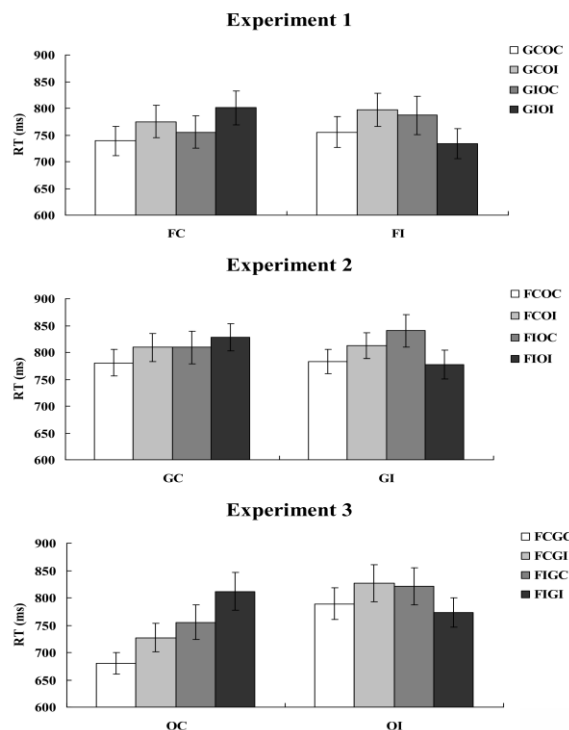 Experiment 1
900
850
800
750
700
650
600
RT (ms)
FC FI
GCOC
GCOI
GIOC
GIOI
Experiment 2
900
850
800
750
700
650
600
RT (ms)
GC GI
FCOC
FCOI
FIOC
FIOI
Experiment 3
900
850
800
750
700
650
600
RT (ms)
OC OI
FCGC
FCGI
FIGC
FIGI